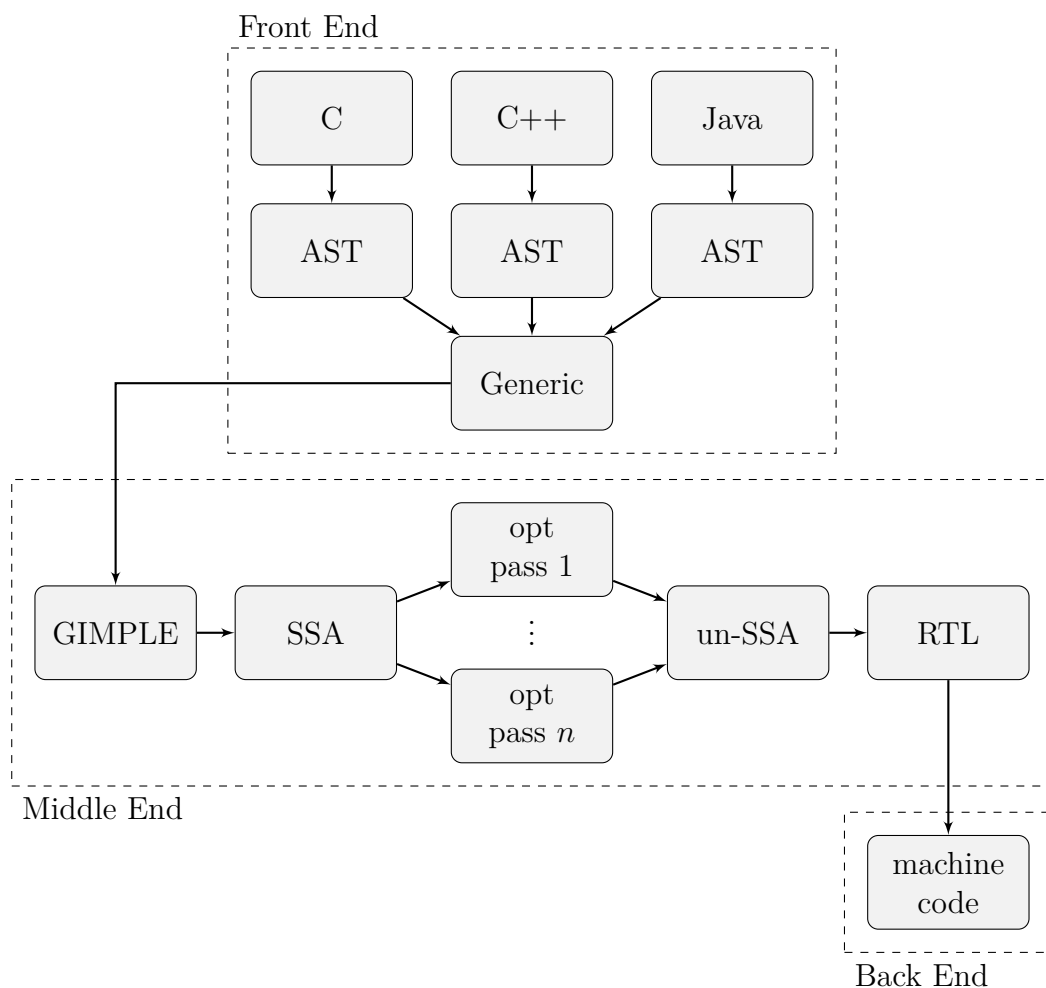 Front End
C
C++
Java
AST
AST
AST
Generic
opt
pass 1
GIMPLE
SSA
⋮
un-SSA
RTL
opt
pass n
Middle End
machine
code
Back End